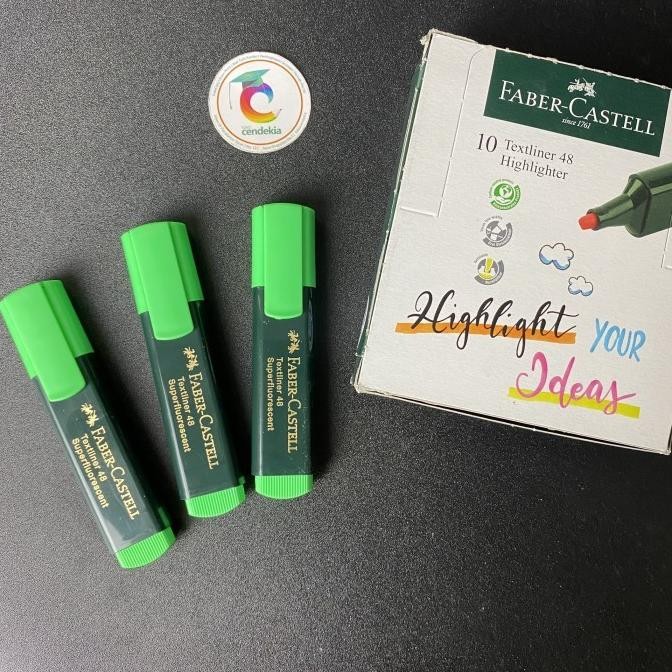 cendekia
FABER-CASTELL
since 1761
10 Textliner 48
Highlighter
Highlight YOUR
Ideas
FABER-CASTELL
Textliner 48
Superfluorescent
FABER-CASTELL
Textliner 48
Superfluorescent
FABER-CASTELL
Textliner 48
Superfluorescent